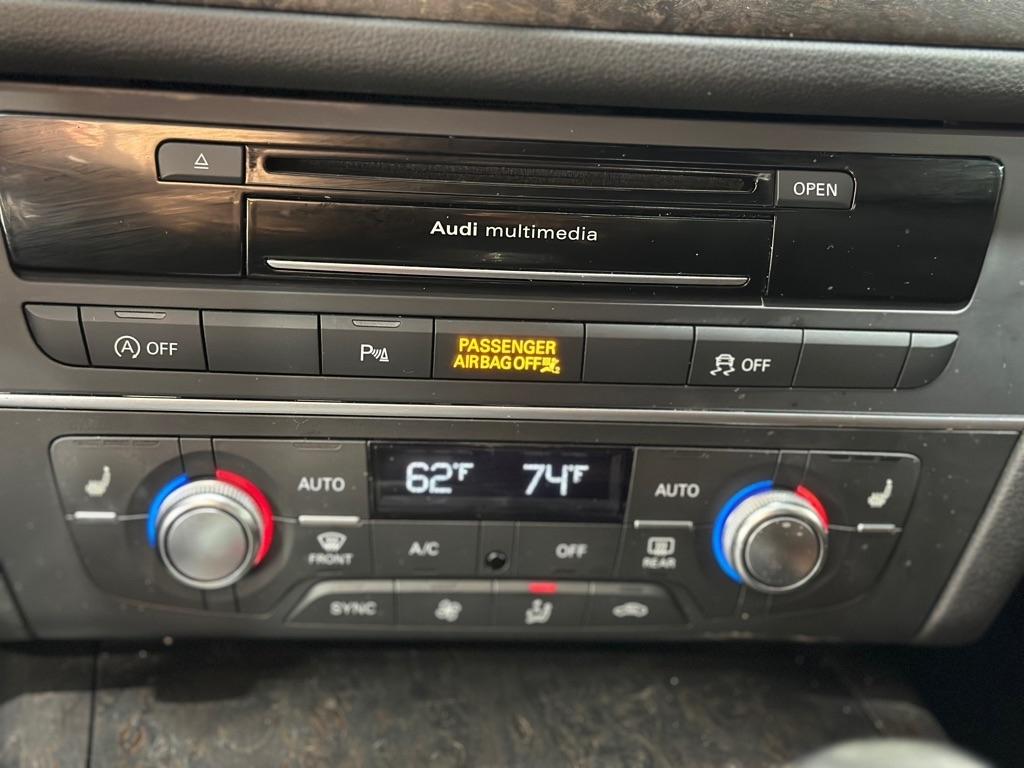 OPEN
Audi multimedia
A OFF
P
PASSENGER
AIRBAG OFF
OFF
AUTO
62°F
74°F
AUTO
FRONT
A/C
OFF
REAR
SYNC